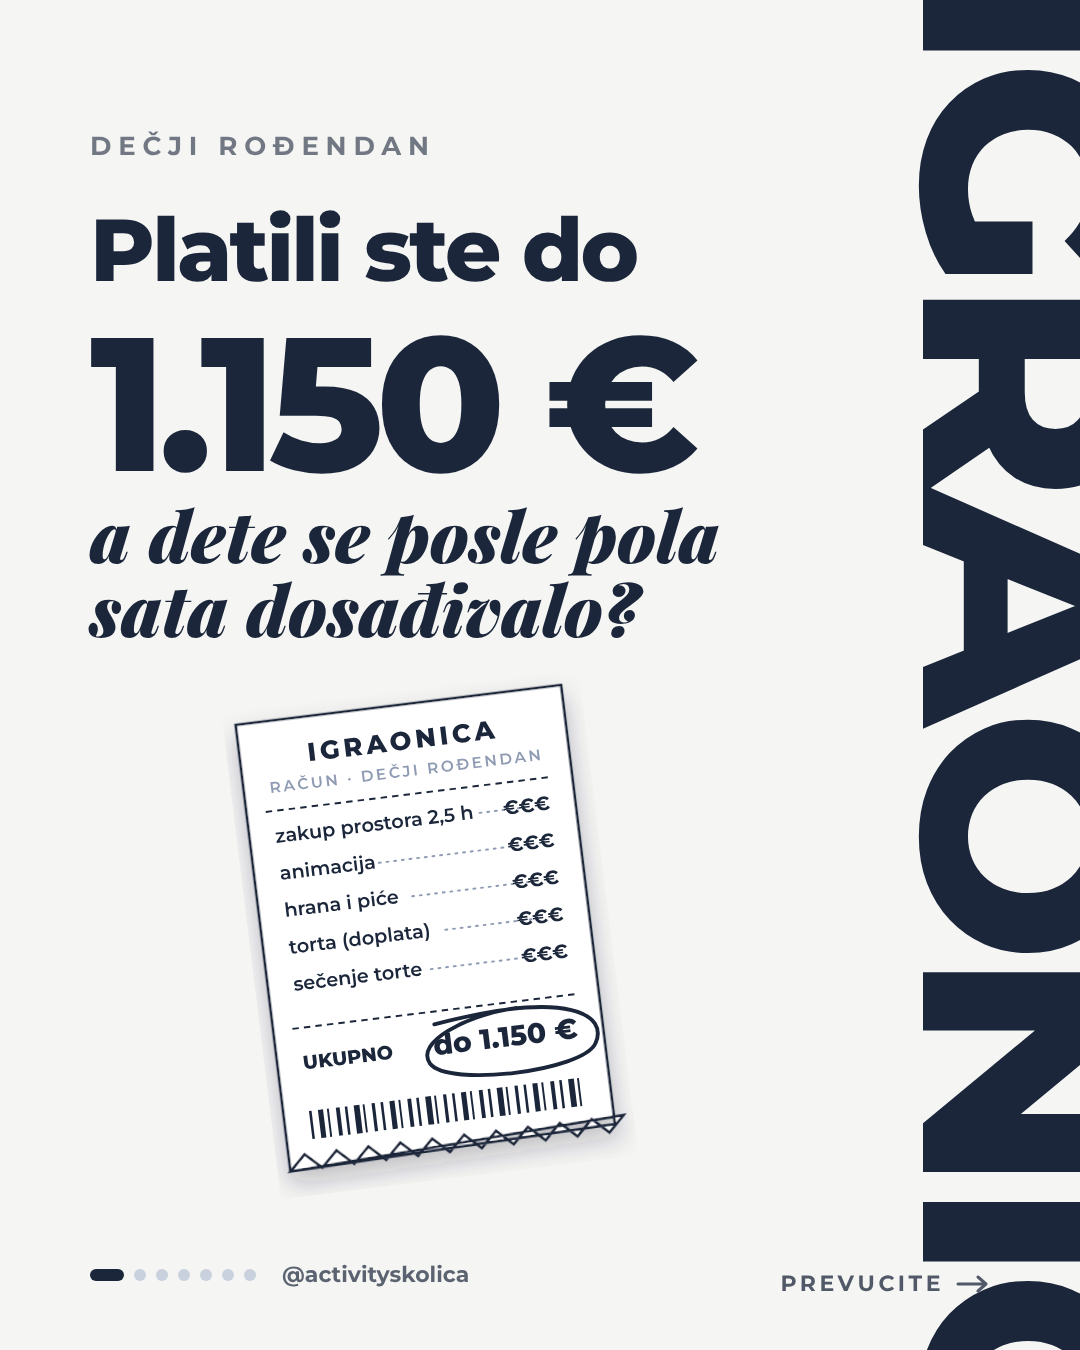 DEČJI ROĐENDAN
Platili ste do
1.150 €
a dete se posle pola
sata dosađivalo?
IGRAONICA
RAČUN · DEČJI ROĐENDAN
zakup prostora 2,5 h €€€
animacija €€€
hrana i piće €€€
torta (doplata) €€€
sečenje torte €€€
UKUPNO do 1.150 €
@activityskolica
PREVUCITE →
IGRAONIC